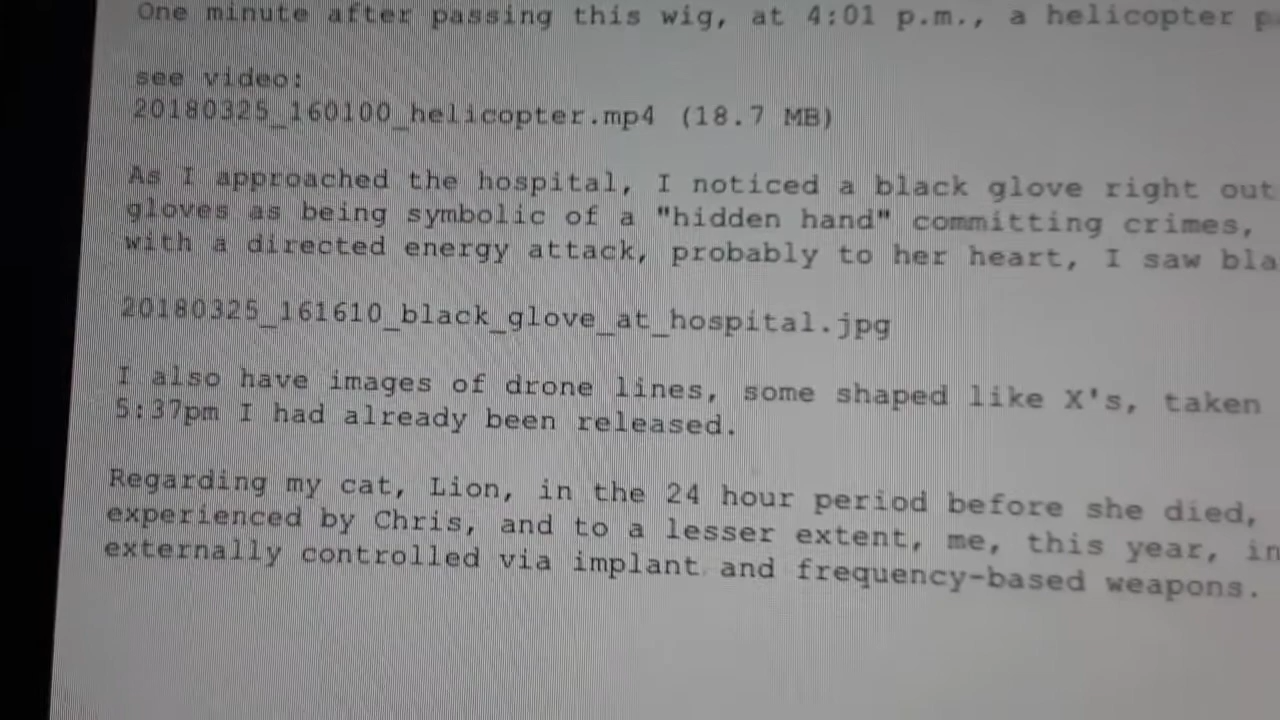 One minute after passing this wig, at 4:01 p.m., a helicopter
see video:
20180325_160100_helicopter.mp4 (18.7 MB)
As I approached the hospital, I noticed a black glove right
gloves as being symbolic of a "hidden hand" committing crimes,
with a directed energy attack, probably to her heart, I saw
20180325_161610_black_glove_at_hospital.jpg
I also have images of drone lines, some shaped like X's, taken
5:37pm I had already been released.
Regarding my cat, Lion, in the 24 hour period before she died,
experienced by Chris, and to a lesser extent, me, this year, in
externally controlled via implant and frequency-based weapons.